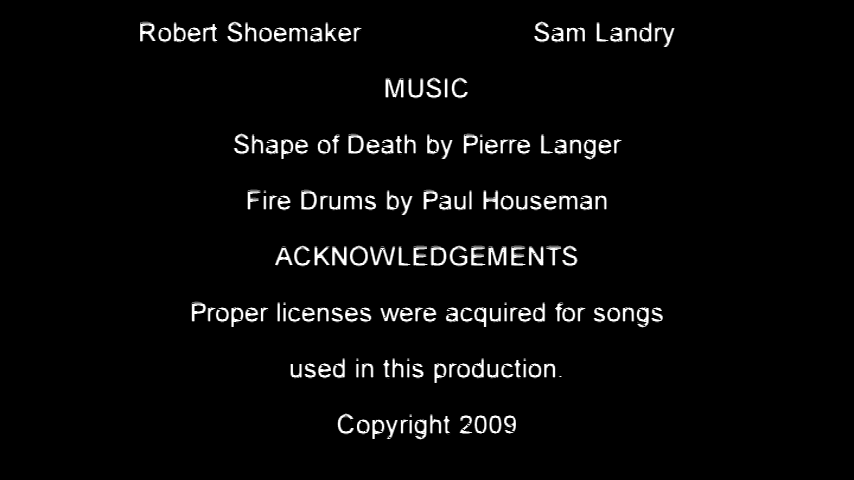 Robert Shoemaker Sam Landry
MUSIC
Shape of Death by Pierre Langer
Fire Drums by Paul Houseman
ACKNOWLEDGEMENTS
Proper licenses were acquired for songs
used in this production.
Copyright 2009